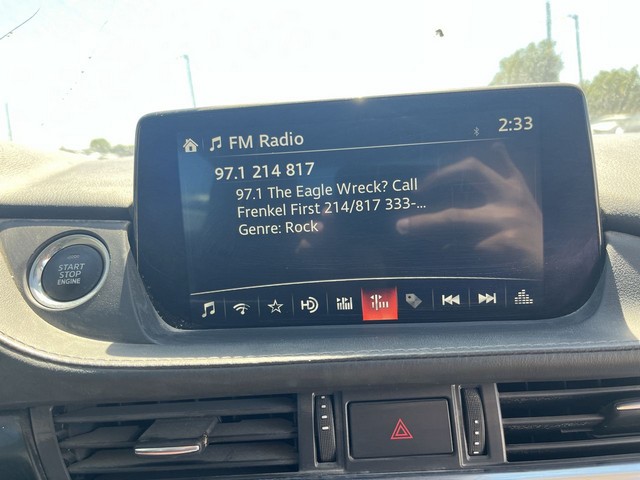 FM Radio
2:33
97.1 214 817
97.1 The Eagle Wreck? Call
Frenkel First 214/817 333-...
Genre: Rock
START
STOP
ENGINE
HD